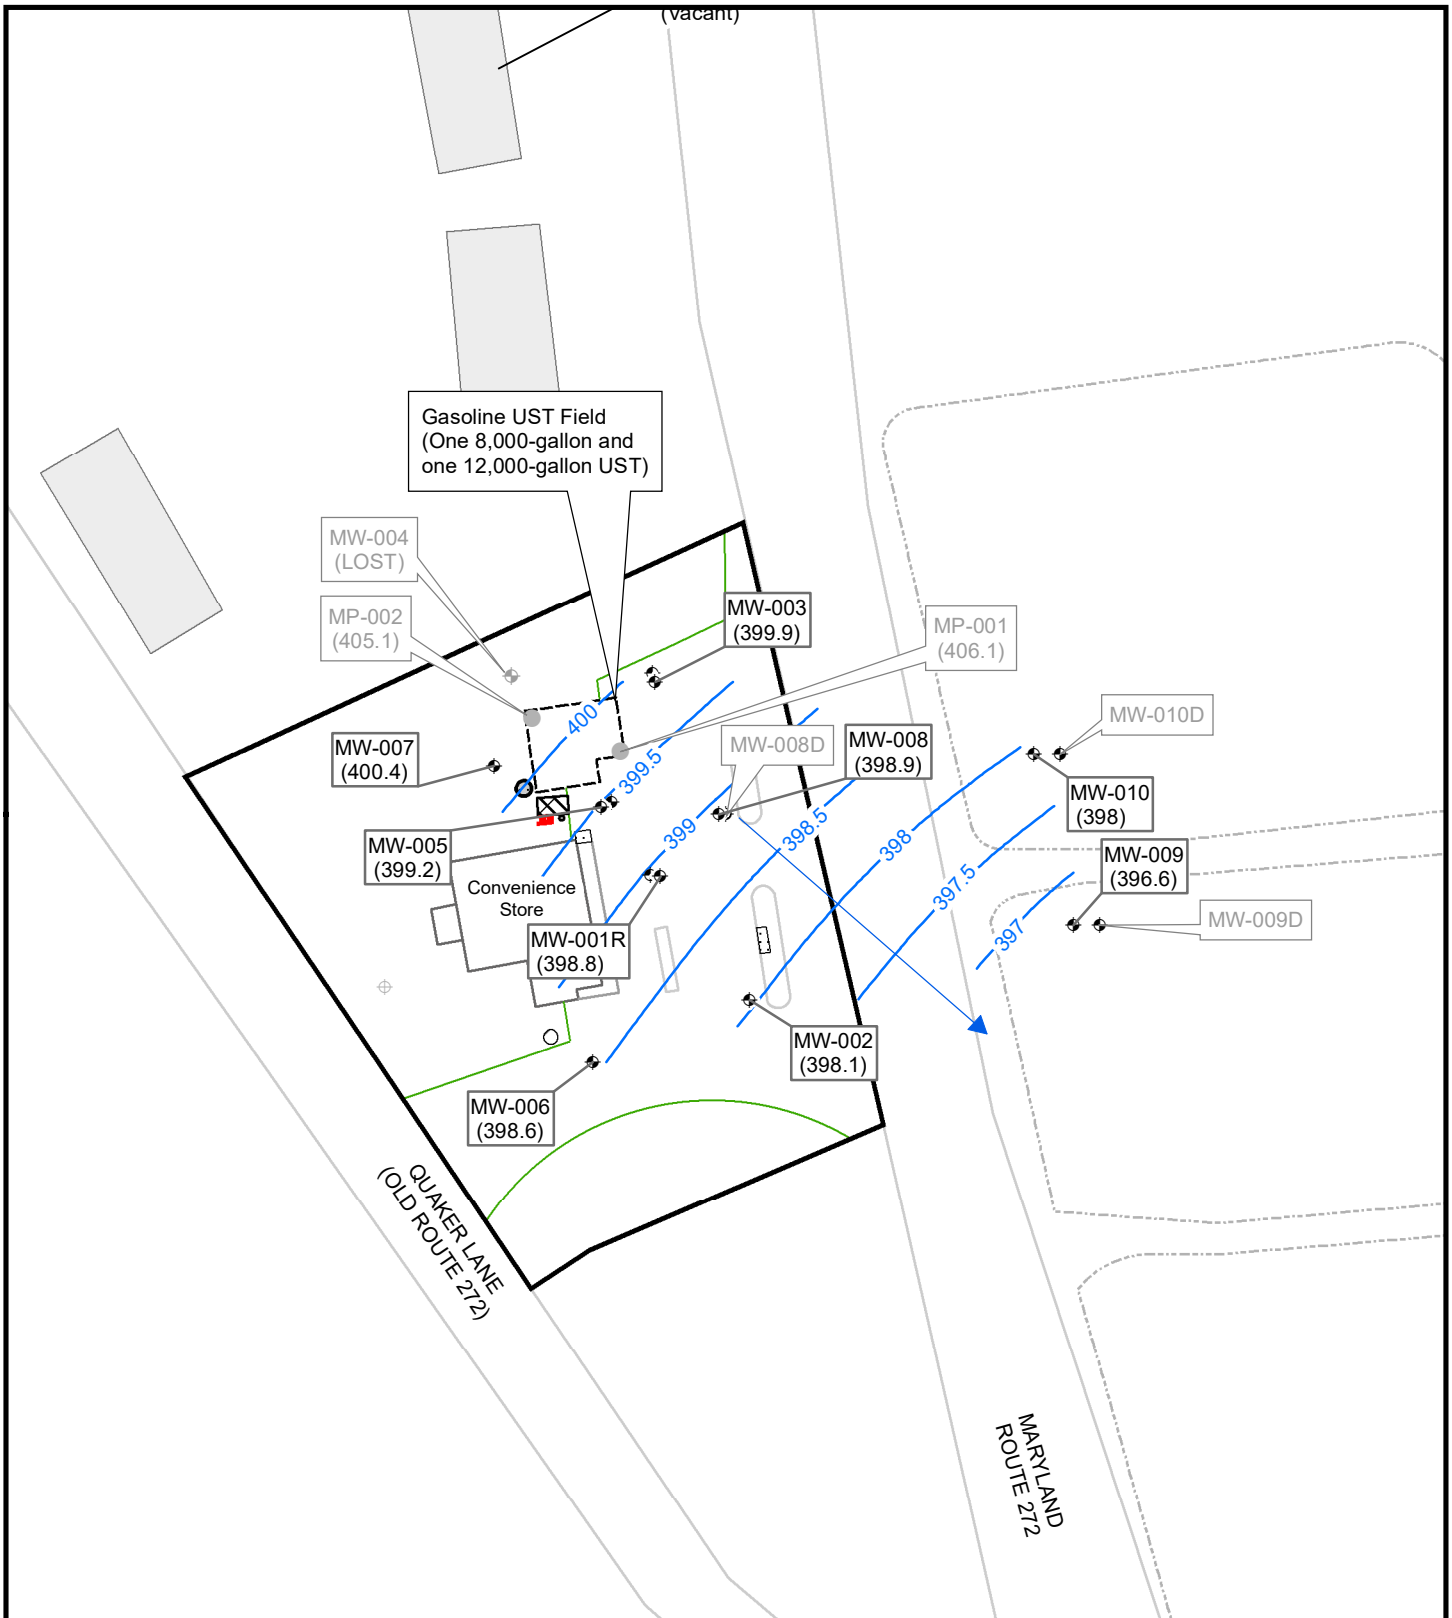 (Vacant)
Gasoline UST Field
(One 8,000-gallon and
one 12,000-gallon UST)
MW-004
(LOST)
MP-002
(405.1)
MW-003
(399.9)
MP-001
(406.1)
MW-010D
MW-007
(400.4)
400
399.5
MW-008D
MW-008
(398.9)
MW-010
(398)
MW-005
(399.2)
399
398.5
398
397.5
397
MW-009
(396.6)
MW-009D
Convenience
Store
MW-001R
(398.8)
MW-002
(398.1)
MW-006
(398.6)
QUAKER LANE
(OLD ROUTE 272)
MARYLAND
ROUTE 272